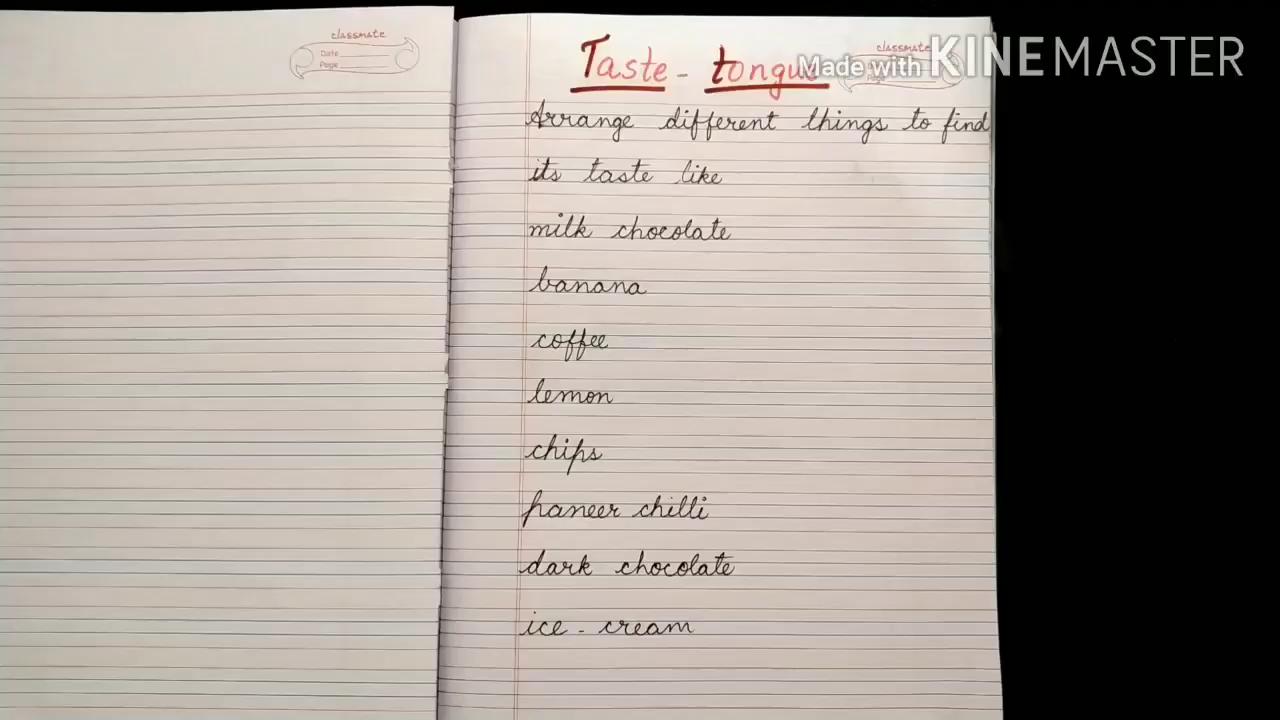 classmate
Date
Page
classmate
Made with KINEMASTER
Taste - tongue
Arrange different things to find
its taste like
milk chocolate
banana
coffee
lemon
chips
paneer chilli
dark chocolate
ice - cream